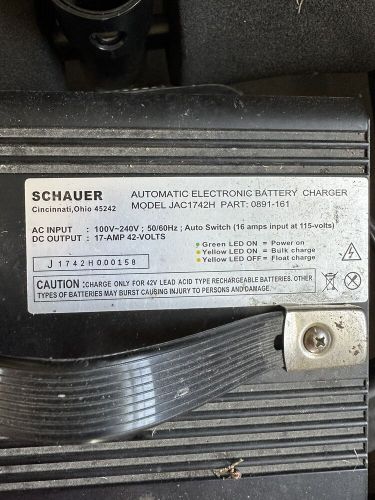 SCHAUER
Cincinnati,Ohio 45242
AUTOMATIC ELECTRONIC BATTERY CHARGER
MODEL JAC1742H PART: 0891-161
AC INPUT : 100V~240V ; 50/60Hz ; Auto Switch (16 amps input at 115-volts)
DC OUTPUT : 17-AMP 42-VOLTS
Green LED ON = Power on
Yellow LED ON = Bulk charge
Yellow LED OFF = Float charge
J1742H000158
CAUTION:CHARGE ONLY FOR 42V LEAD ACID TYPE RECHARGEABLE BATTERIES. OTHER
TYPES OF BATTERIES MAY BURST CAUSING INJURY TO PERSONS AND DAMAGE.